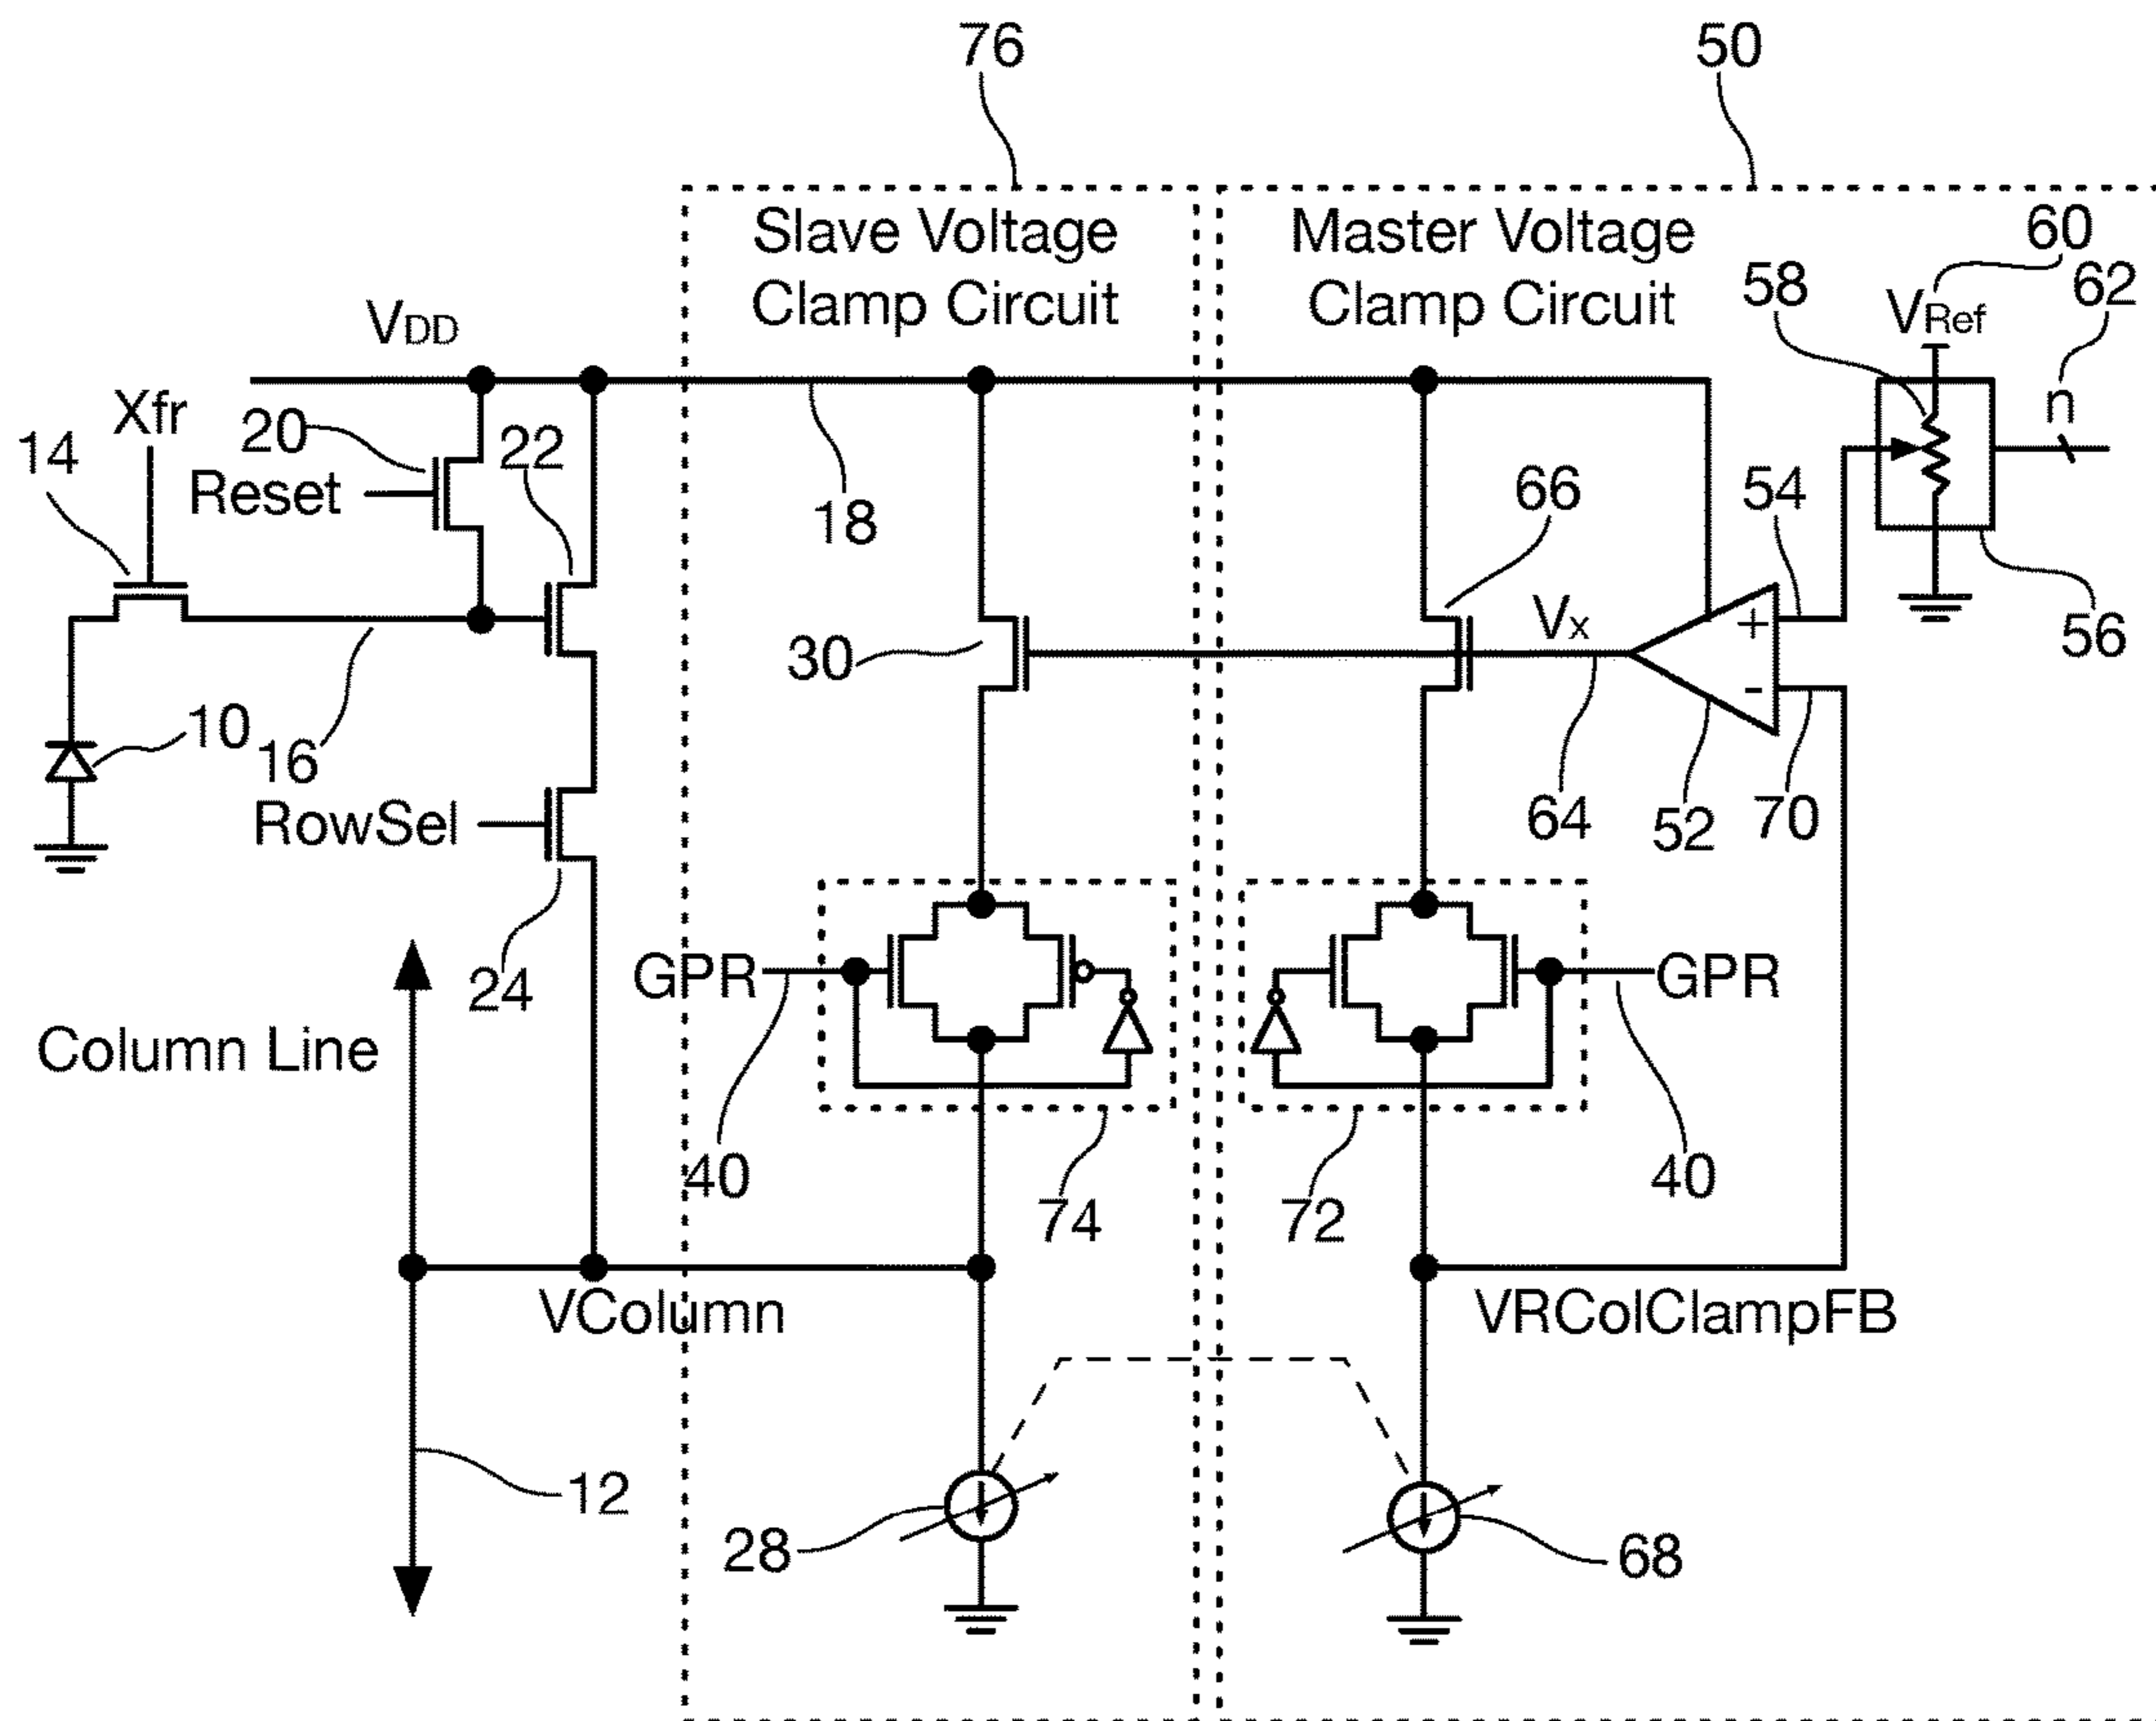 76
50
Slave Voltage
Clamp Circuit
Master Voltage
Clamp Circuit
60
58
62
VRef
n
VDD
Xfr
20
14
22
Reset
18
66
54
56
30
Vx
16
10
RowSel
64
52
70
24
GPR
GPR
Column Line
40
74
72
40
VColumn
VRColClampFB
12
28
68
+
-